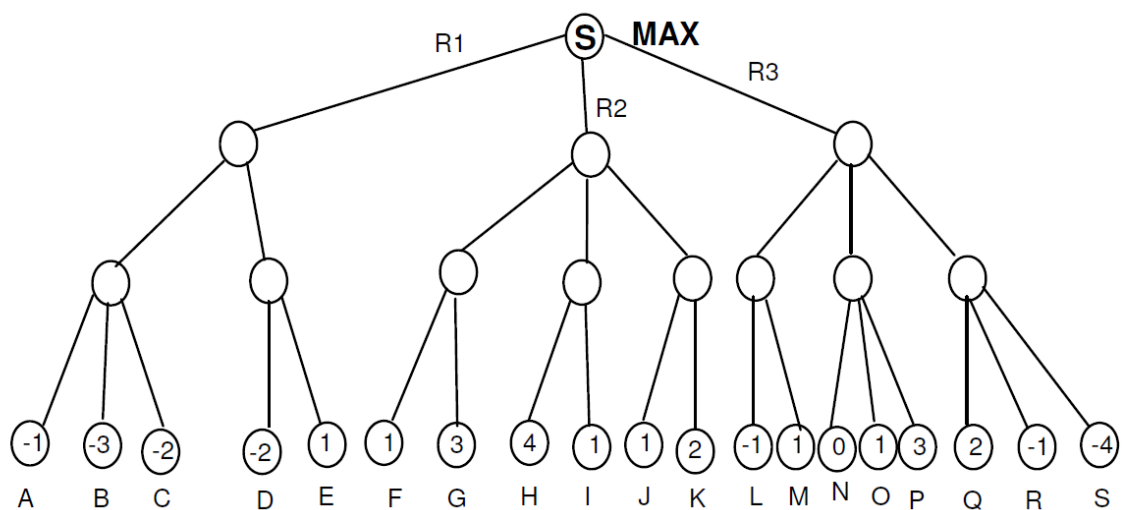 S MAX
R1
R3
R2
-1 -3 -2 -2 1 1 3 4 1 1 2 -1 1 0 1 3 2 -1 -4
A B C D E F G H I J K L M N O P Q R S